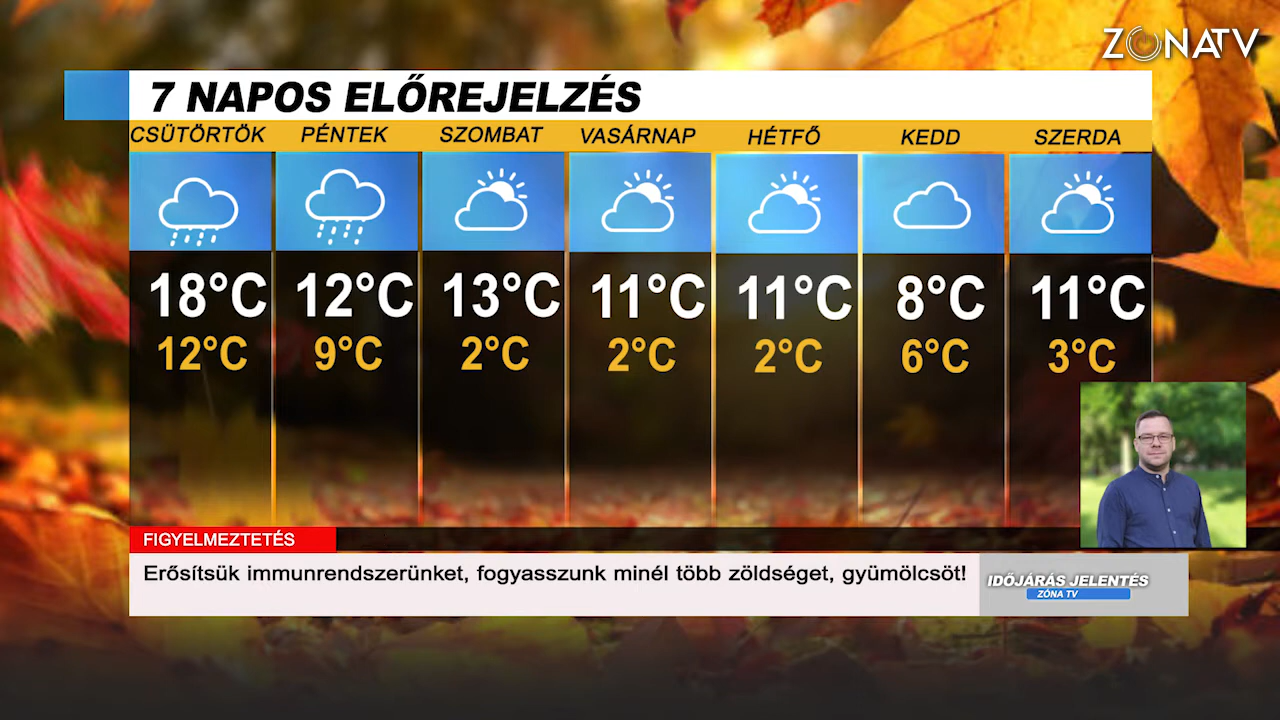 ZÓNATV
7 NAPOS ELŐREJELZÉS
CSÜTÖRTÖK PÉNTEK SZOMBAT VASÁRNAP HÉTFŐ KEDD SZERDA
18°C 12°C 13°C 11°C 11°C 8°C 11°C
12°C 9°C 2°C 2°C 2°C 6°C 3°C
FIGYELMEZTETÉS
Erősítsük immunrendszerünket, fogyasszunk minél több zöldséget, gyümölcsöt!
IDŐJÁRÁS JELENTÉS
ZÓNA TV